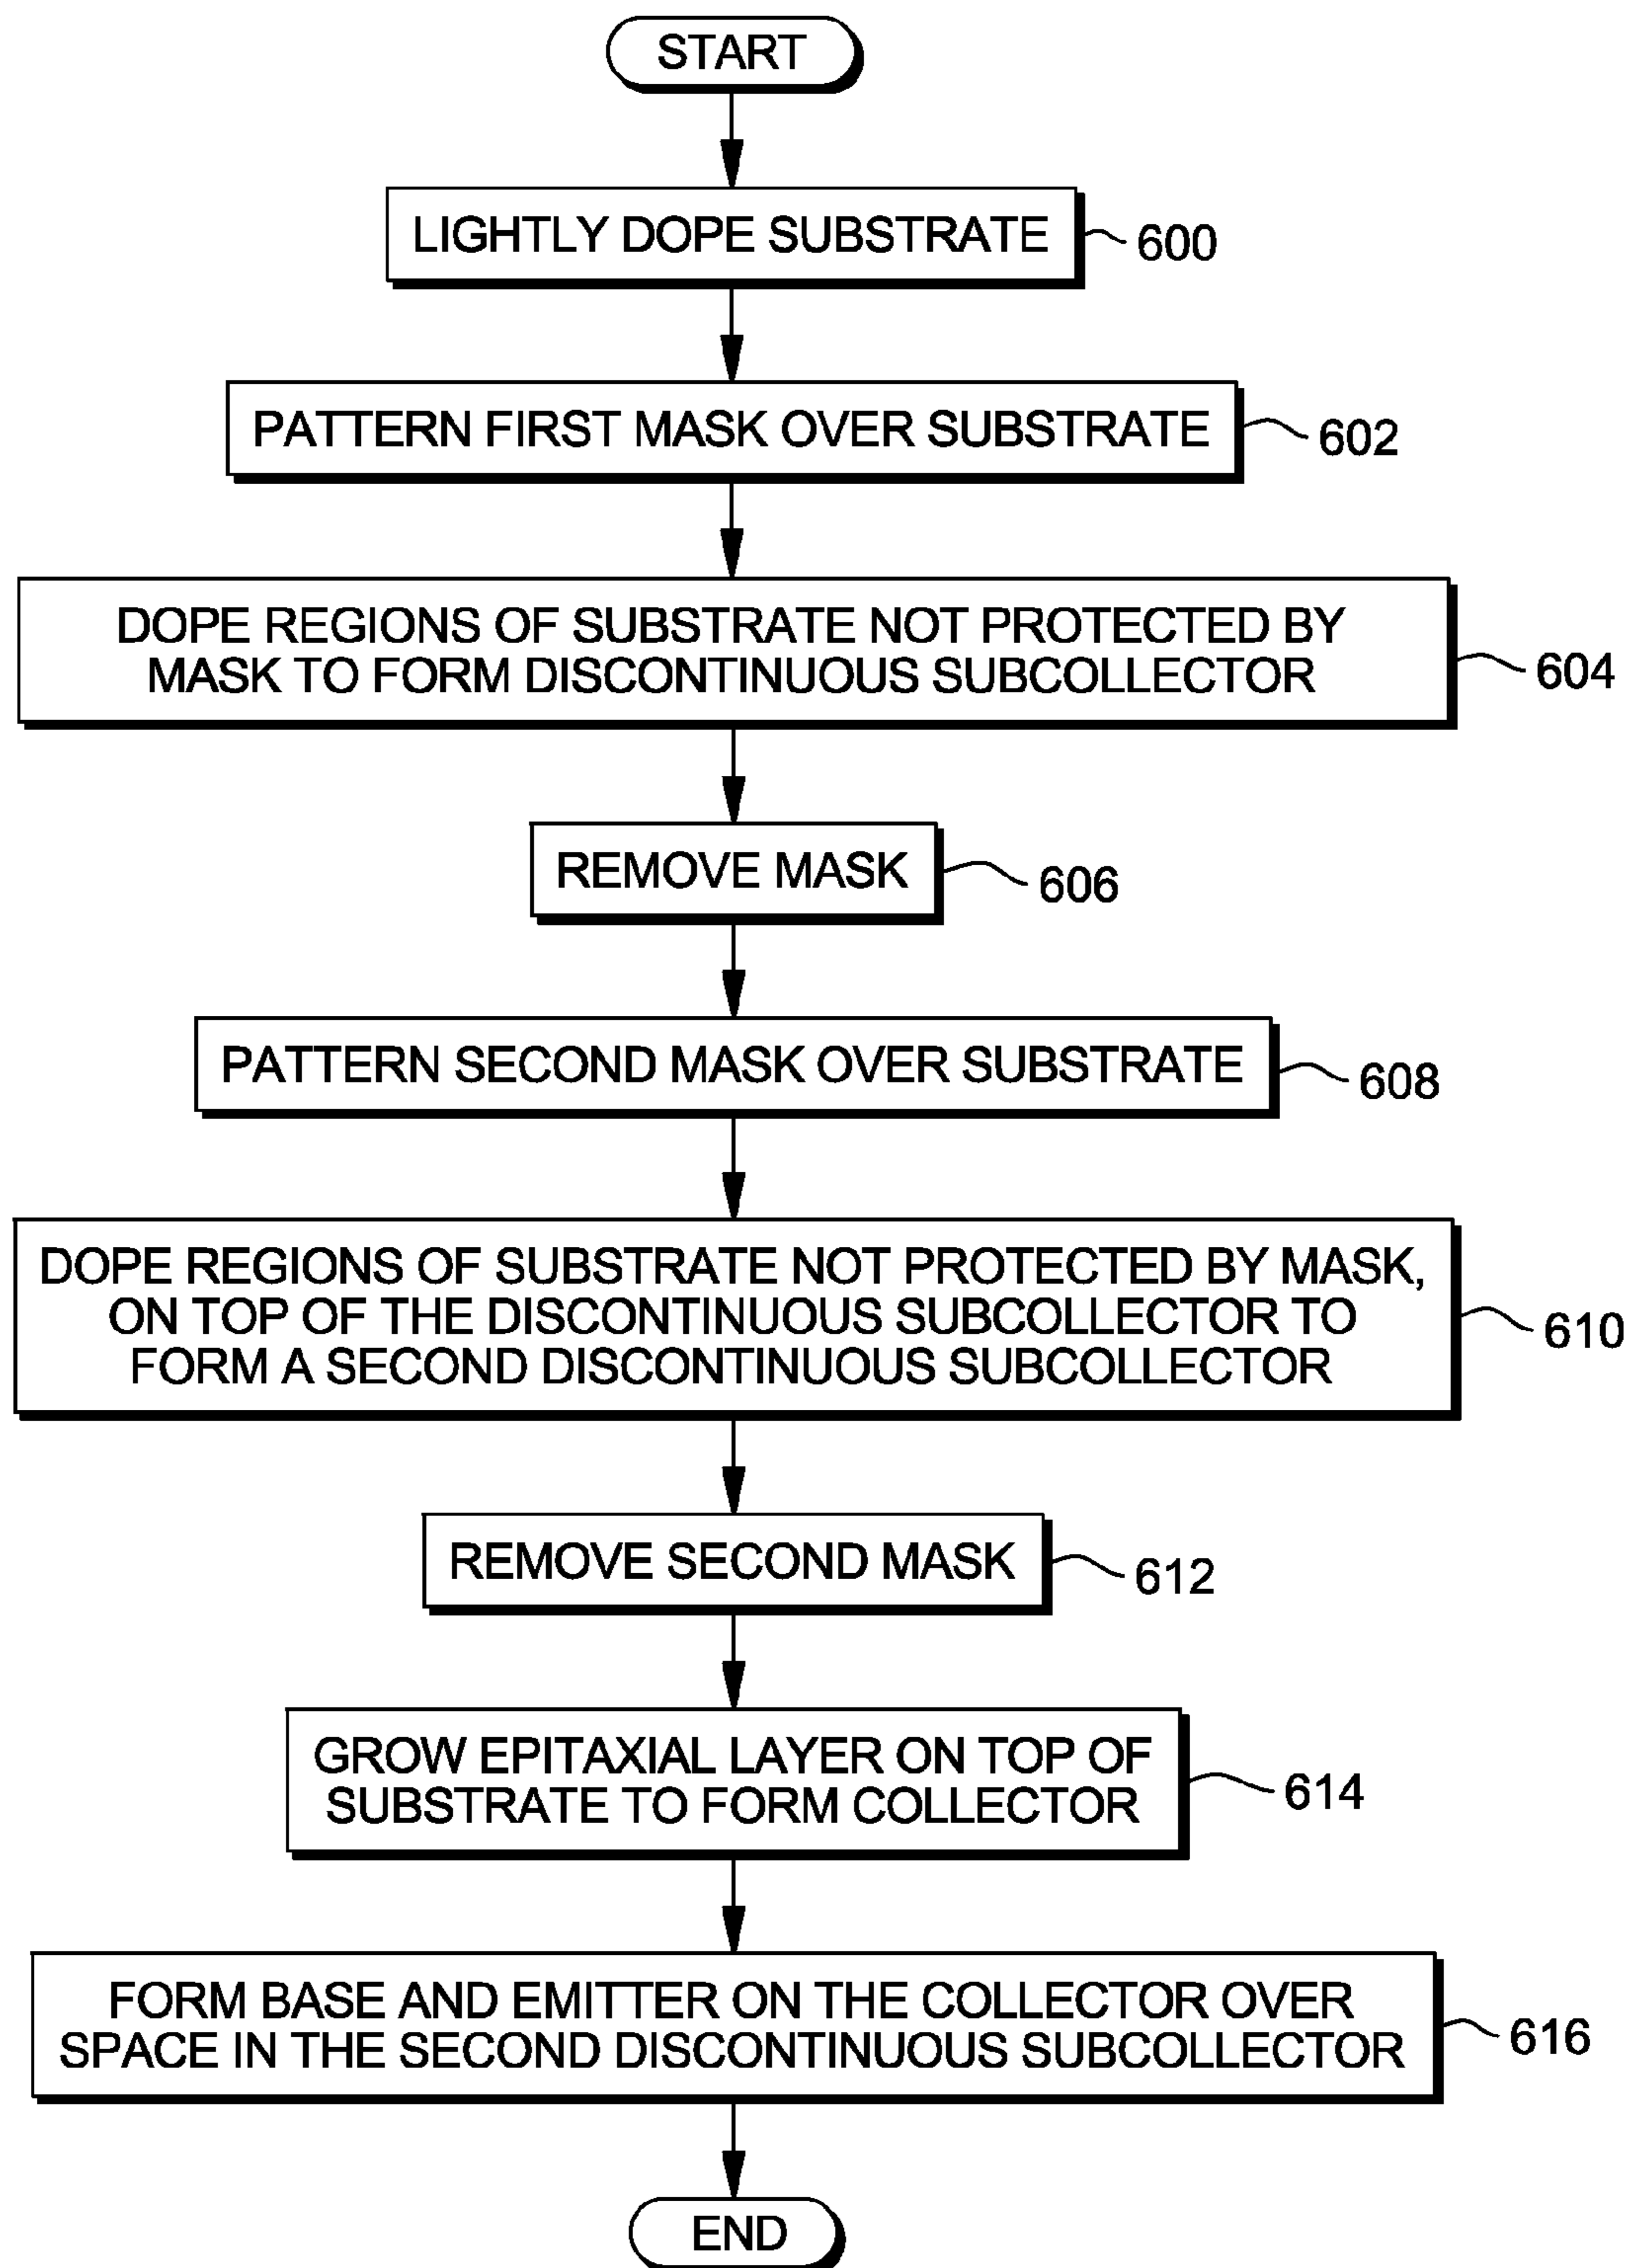 START
LIGHTLY DOPE SUBSTRATE
600
PATTERN FIRST MASK OVER SUBSTRATE
602
DOPE REGIONS OF SUBSTRATE NOT PROTECTED BY
MASK TO FORM DISCONTINUOUS SUBCOLLECTOR
604
REMOVE MASK
606
PATTERN SECOND MASK OVER SUBSTRATE
608
DOPE REGIONS OF SUBSTRATE NOT PROTECTED BY MASK,
ON TOP OF THE DISCONTINUOUS SUBCOLLECTOR TO
FORM A SECOND DISCONTINUOUS SUBCOLLECTOR
610
REMOVE SECOND MASK
612
GROW EPITAXIAL LAYER ON TOP OF
SUBSTRATE TO FORM COLLECTOR
614
FORM BASE AND EMITTER ON THE COLLECTOR OVER
SPACE IN THE SECOND DISCONTINUOUS SUBCOLLECTOR
616
END